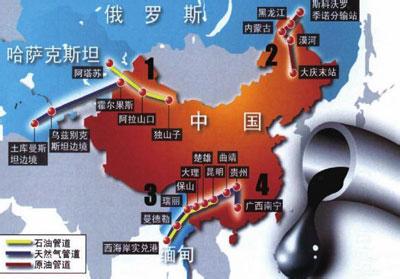 俄罗斯
斯科沃罗
季诺分输站
黑龙江
内蒙古
漠河
哈萨克斯坦
阿塔苏
1
2
大庆末站
霍尔果斯
阿拉山口
独山子
中国
乌兹别克
斯坦边境
土库曼斯
坦边境
楚雄
曲靖
大理
昆明
贵州
保山
3
瑞丽
4
曼德勒
广西南宁
西海岸实兑港
缅甸
石油管道
天然气管道
原油管道